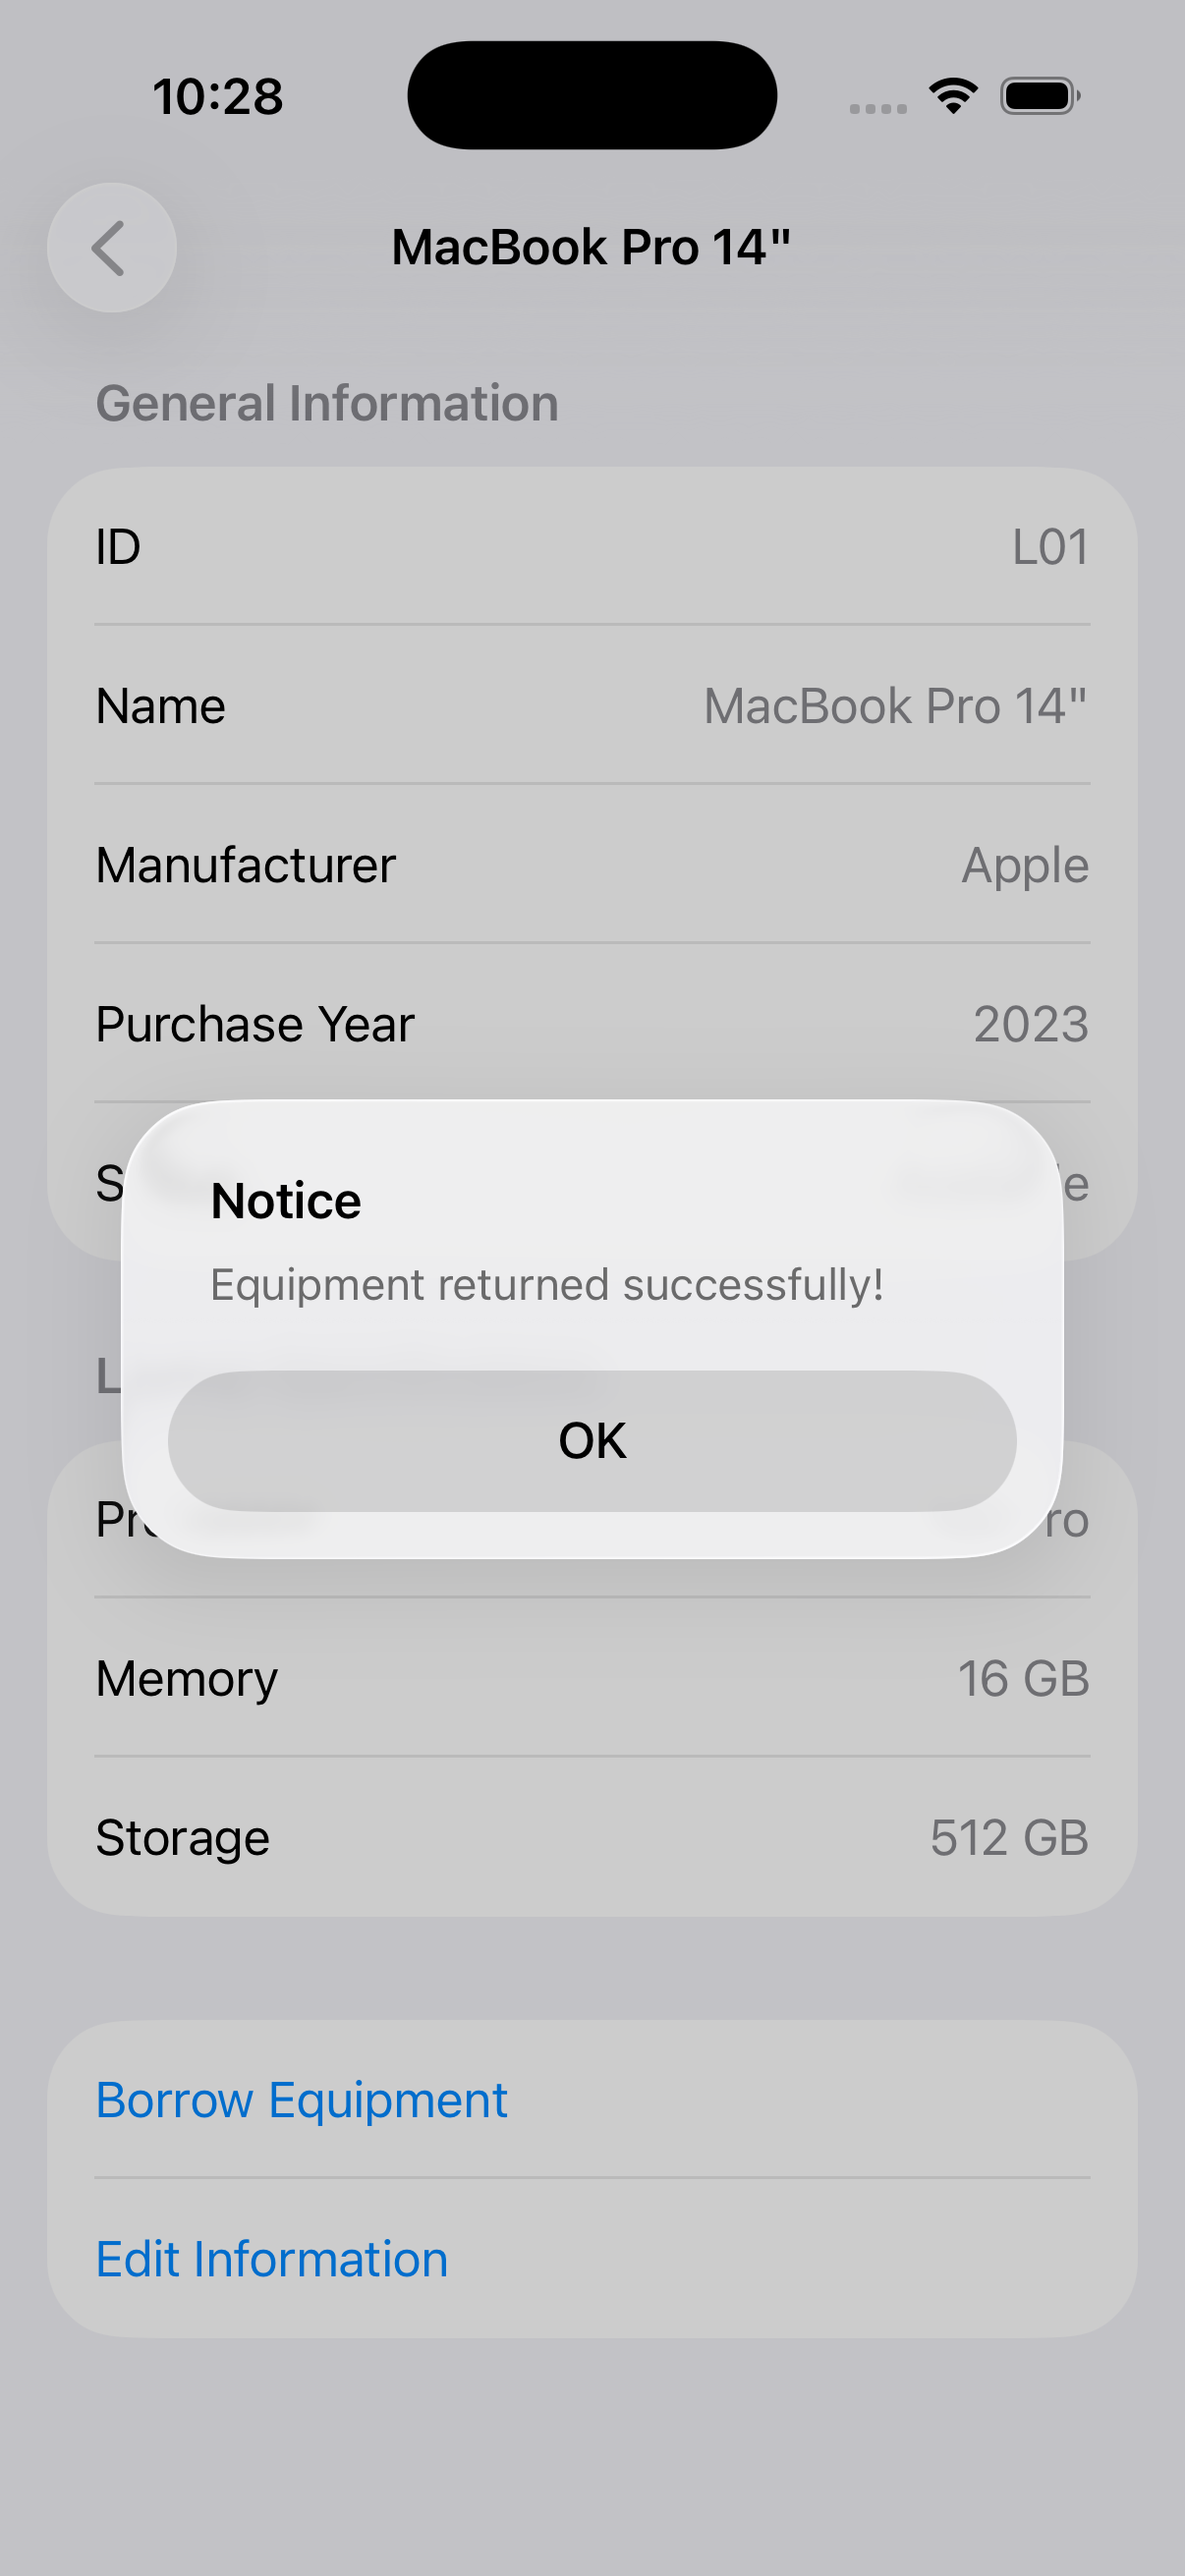 10:28
MacBook Pro 14"
General Information
ID L01
Name MacBook Pro 14"
Manufacturer Apple
Purchase Year 2023
Notice
Equipment returned successfully!
OK
Memory 16 GB
Storage 512 GB
Borrow Equipment
Edit Information